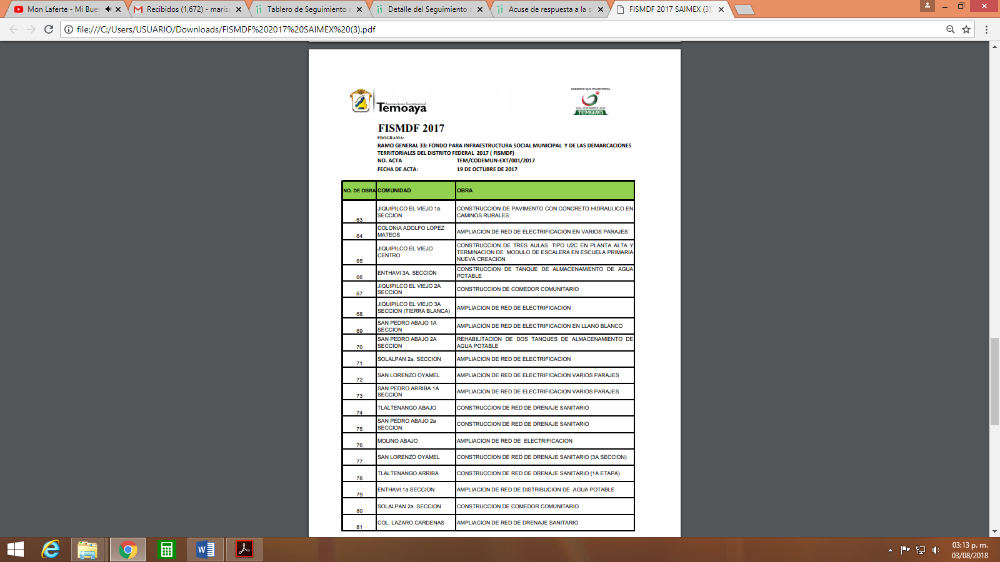 Mon Laferte - Mi Buer
Recibidos (1,672) - marisc
Tablero de Seguimiento d
Detalle del Seguimiento d
Acuse de respuesta a la s
FISMDF 2017 SAIMEX (3)
file:///C:/Users/USUARIO/Downloads/FISMDF%202017%20SAIMEX%20(3).pdf
Ayuntamiento Constitucional
Temoaya
GOBIERNO QUE TRANSFORMA
2016 AYUNTAMIENTO 2018
TEMOAYA
FISMDF 2017
PROGRAMA:
RAMO GENERAL 33: FONDO PARA INFRAESTRUCTURA SOCIAL MUNICIPAL Y DE LAS DEMARCACIONES
TERRITORIALES DEL DISTRITO FEDERAL 2017 ( FISMDF)
NO. ACTA TEM/CODEMUN-EXT/001/2017
FECHA DE ACTA: 19 DE OCTUBRE DE 2017
NO. DE OBRA COMUNIDAD OBRA
63 JIQUIPILCO EL VIEJO 1a. SECCION CONSTRUCCION DE PAVIMENTO CON CONCRETO HIDRAULICO EN CAMINOS RURALES
64 COLONIA ADOLFO LOPEZ MATEOS AMPLIACION DE RED DE ELECTRIFICACION EN VARIOS PARAJES
65 JIQUIPILCO EL VIEJO CENTRO CONSTRUCCION DE TRES AULAS TIPO U2C EN PLANTA ALTA Y TERMINACION DE MODULO DE ESCALERA EN ESCUELA PRIMARIA NUEVA CREACION
66 ENTHAVI 3A. SECCIÓN CONSTRUCCION DE TANQUE DE ALMACENAMIENTO DE AGUA POTABLE
67 JIQUIPILCO EL VIEJO 2A SECCION CONSTRUCCION DE COMEDOR COMUNITARIO
68 JIQUIPILCO EL VIEJO 3A SECCION (TIERRA BLANCA) AMPLIACION DE RED DE ELECTRIFICACION
69 SAN PEDRO ABAJO 1A SECCION AMPLIACION DE RED DE ELECTRIFICACION EN LLANO BLANCO
70 SAN PEDRO ABAJO 2A SECCION REHABILITACION DE DOS TANQUES DE ALMACENAMIENTO DE AGUA POTABLE
71 SOLALPAN 2a. SECCION AMPLIACION DE RED DE ELECTRIFICACION
72 SAN LORENZO OYAMEL AMPLIACION DE RED DE ELECTRIFICACION VARIOS PARAJES
73 SAN PEDRO ARRIBA 1A SECCION AMPLIACION DE RED DE ELECTRIFICACION VARIOS PARAJES
74 TLALTENANGO ABAJO CONSTRUCCION DE RED DE DRENAJE SANITARIO
75 SAN PEDRO ABAJO 2a SECCION. CONSTRUCCION DE RED DE DRENAJE SANITARIO
76 MOLINO ABAJO AMPLIACION DE RED DE ELECTRIFICACION
77 SAN LORENZO OYAMEL CONSTRUCCION DE RED DE DRENAJE SANITARIO (3A SECCION)
78 TLALTENANGO ARRIBA CONSTRUCCION DE RED DE DRENAJE SANITARIO (1A ETAPA)
79 ENTHAVI 1a SECCION AMPLIACION DE RED DE DISTRIBUCION DE AGUA POTABLE
80 SOLALPAN 2a. SECCION CONSTRUCCION DE COMEDOR COMUNITARIO
81 COL. LAZARO CARDENAS AMPLIACION DE RED DE DRENAJE SANITARIO
03:13 p. m.
03/08/2018